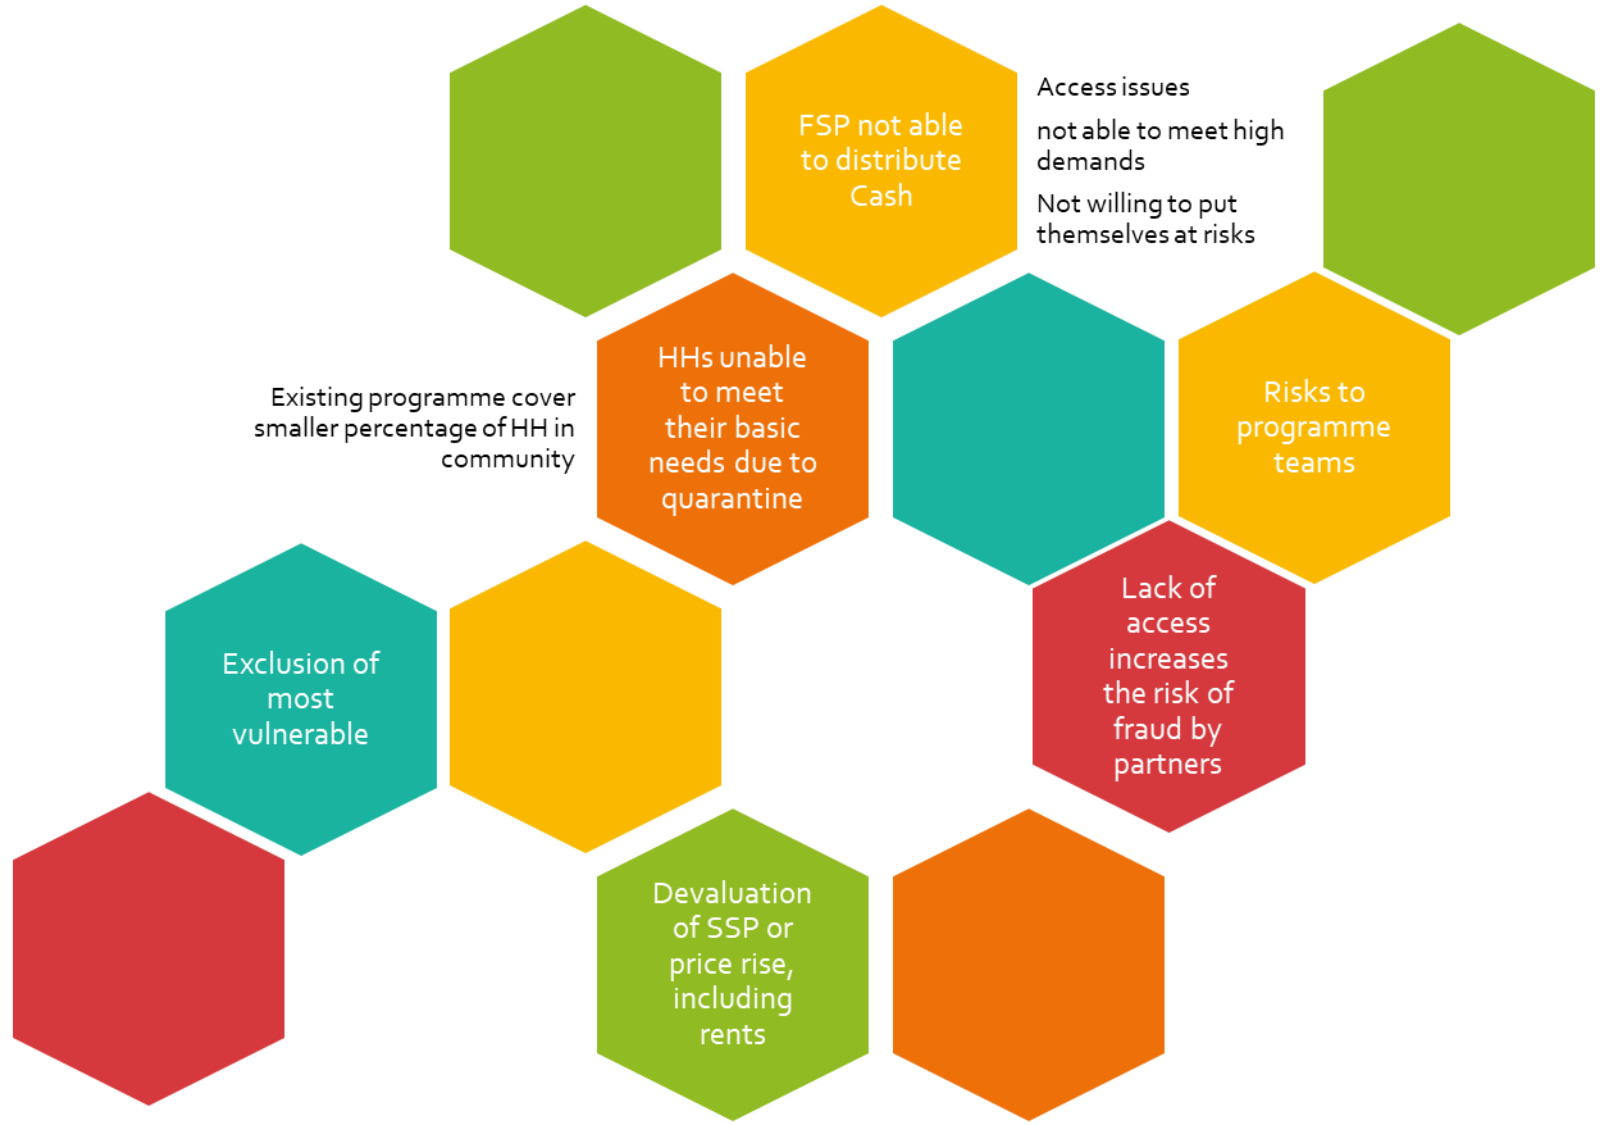 FSP not able
to distribute
Cash
Access issues
not able to meet high
demands
Not willing to put
themselves at risks
HHs unable
to meet
their basic
needs due to
quarantine
Existing programme cover
smaller percentage of HH in
community
Risks to
programme
teams
Lack of
access
increases
the risk of
fraud by
partners
Exclusion of
most
vulnerable
Devaluation
of SSP or
price rise,
including
rents